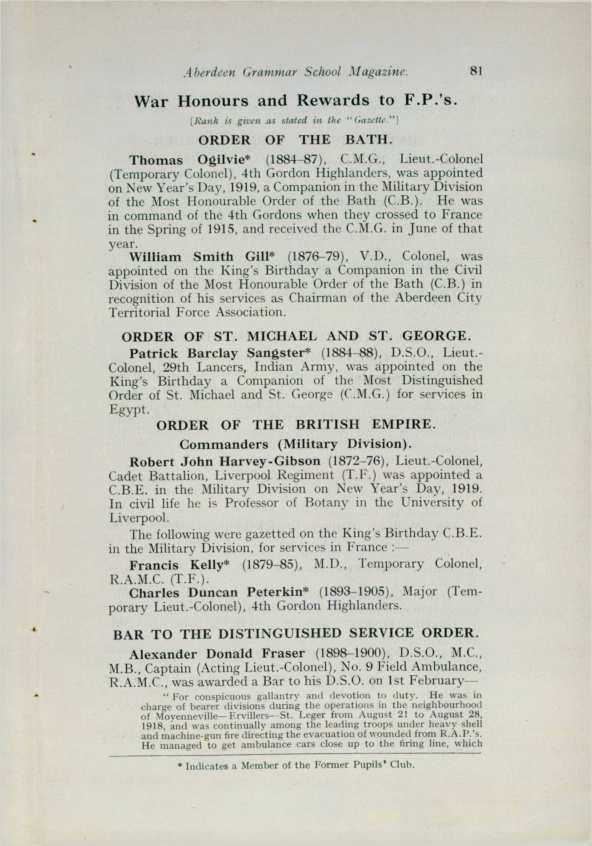 Aberdeen Grammar School Magazine. 81
War Honours and Rewards to F.P.'s.
[Rank is given as stated in the "Gazette."]
ORDER OF THE BATH.
Thomas Ogilvie* (1884–87), C.M.G., Lieut.-Colonel
(Temporary Colonel), 4th Gordon Highlanders, was appointed
on New Year's Day, 1919, a Companion in the Military Division
of the Most Honourable Order of the Bath (C.B.). He was
in command of the 4th Gordons when they crossed to France
in the Spring of 1915, and received the C.M.G. in June of that
year.
William Smith Gill* (1876–79), V.D., Colonel, was
appointed on the King's Birthday a Companion in the Civil
Division of the Most Honourable Order of the Bath (C.B.) in
recognition of his services as Chairman of the Aberdeen City
Territorial Force Association.
ORDER OF ST. MICHAEL AND ST. GEORGE.
Patrick Barclay Sangster* (1884–88), D.S.O., Lieut.-
Colonel, 29th Lancers, Indian Army, was appointed on the
King's Birthday a Companion of the Most Distinguished
Order of St. Michael and St. George (C.M.G.) for services in
Egypt.
ORDER OF THE BRITISH EMPIRE.
Commanders (Military Division).
Robert John Harvey-Gibson (1872–76), Lieut.-Colonel,
Cadet Battalion, Liverpool Regiment (T.F.) was appointed a
C.B.E. in the Military Division on New Year's Day, 1919.
In civil life he is Professor of Botany in the University of
Liverpool.
The following were gazetted on the King's Birthday C.B.E.
in the Military Division, for services in France :—
Francis Kelly* (1879–85), M.D., Temporary Colonel,
R.A.M.C. (T.F.).
Charles Duncan Peterkin* (1893–1905), Major (Tem-
porary Lieut.-Colonel), 4th Gordon Highlanders.
BAR TO THE DISTINGUISHED SERVICE ORDER.
Alexander Donald Fraser (1898–1900), D.S.O., M.C.,
M.B., Captain (Acting Lieut.-Colonel), No. 9 Field Ambulance,
R.A.M.C., was awarded a Bar to his D.S.O. on 1st February—
" For conspicuous gallantry and devotion to duty. He was in
charge of bearer divisions during the operations in the neighbourhood
of Moyenneville—Ervillers—St. Leger from August 21 to August 28,
1918, and was continually among the leading troops under heavy shell
and machine-gun fire directing the evacuation of wounded from R.A.P.'s.
He managed to get ambulance cars close up to the firing line, which
* Indicates a Member of the Former Pupils' Club.